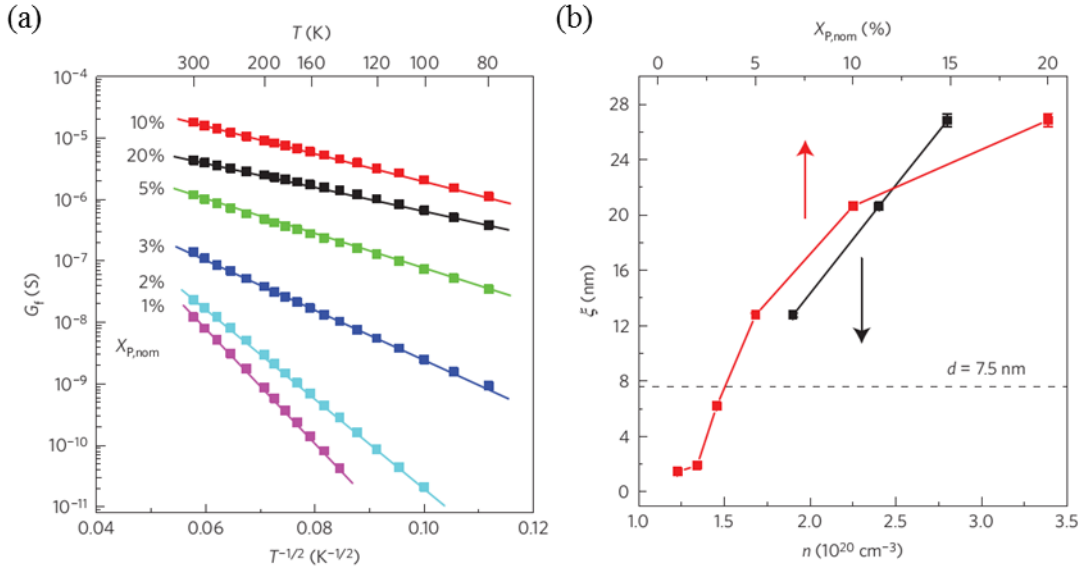 (a)
T (K)
300 200 160 120 100 80
10⁻⁴
10⁻⁵
10⁻⁶
10⁻⁷
10⁻⁸
10⁻⁹
10⁻¹⁰
10⁻¹¹
G_f (S)
10%
20%
5%
3%
2%
1%
X_P,nom
0.04 0.06 0.08 0.10 0.12
T⁻¹/² (K⁻¹/²)
(b)
X_P,nom (%)
0 5 10 15 20
28
24
20
16
12
8
4
0
ξ (nm)
d = 7.5 nm
1.0 1.5 2.0 2.5 3.0 3.5
n (10²⁰ cm⁻³)